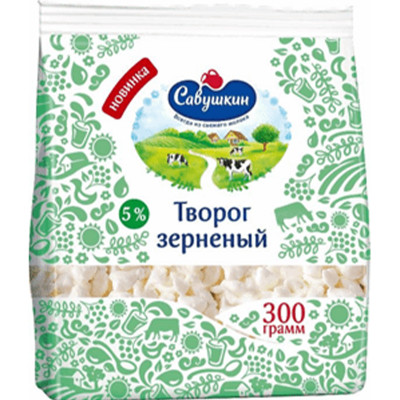 новинка
Савушкин
Всегда из свежего молока
5%
Творог
зерненый
300
грамм